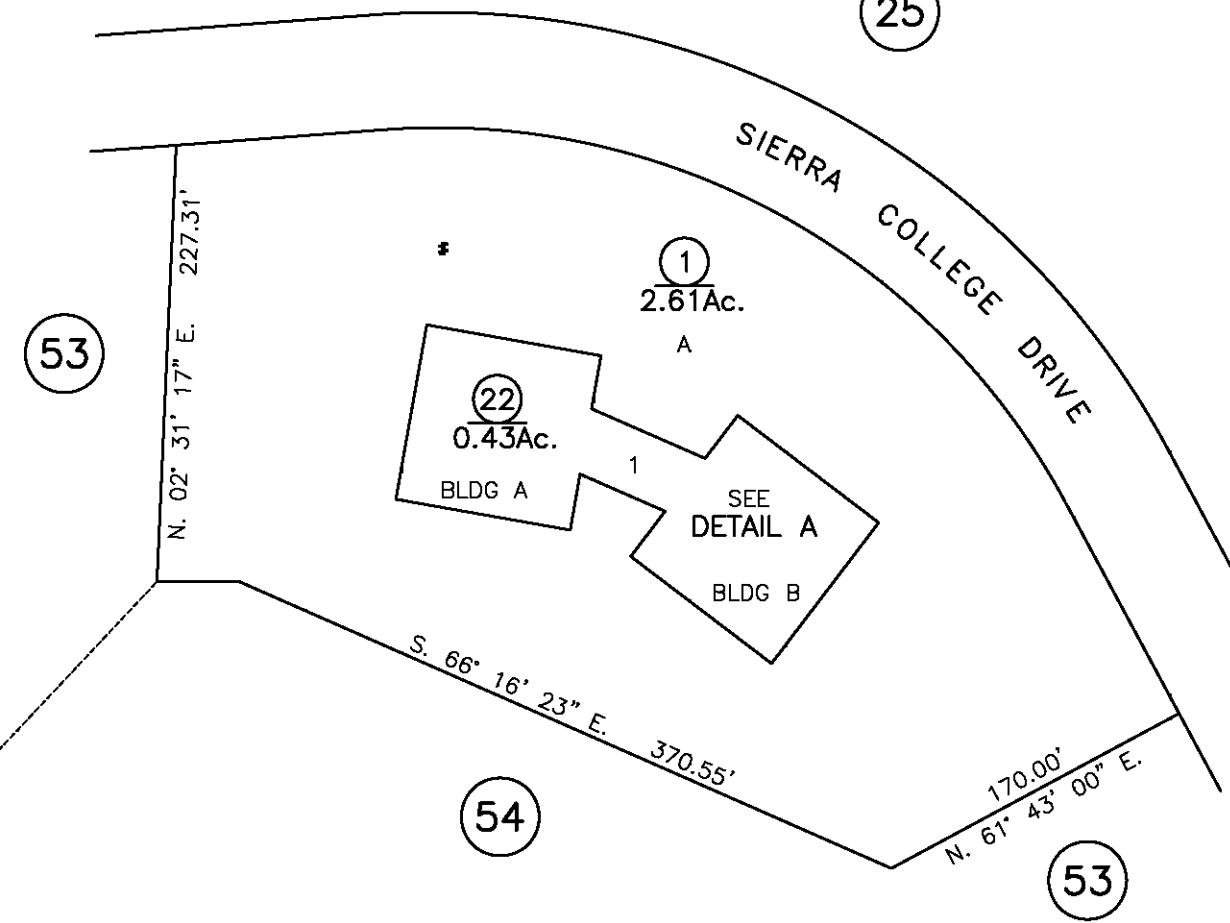 25
SIERRA COLLEGE DRIVE
N. 02° 31' 17" E. 227.31'
1
2.61Ac.
A
53
22
0.43Ac.
1
BLDG A
SEE
DETAIL A
BLDG B
S. 66° 16' 23" E. 370.55'
170.00'
N. 61° 43' 00" E.
54
53